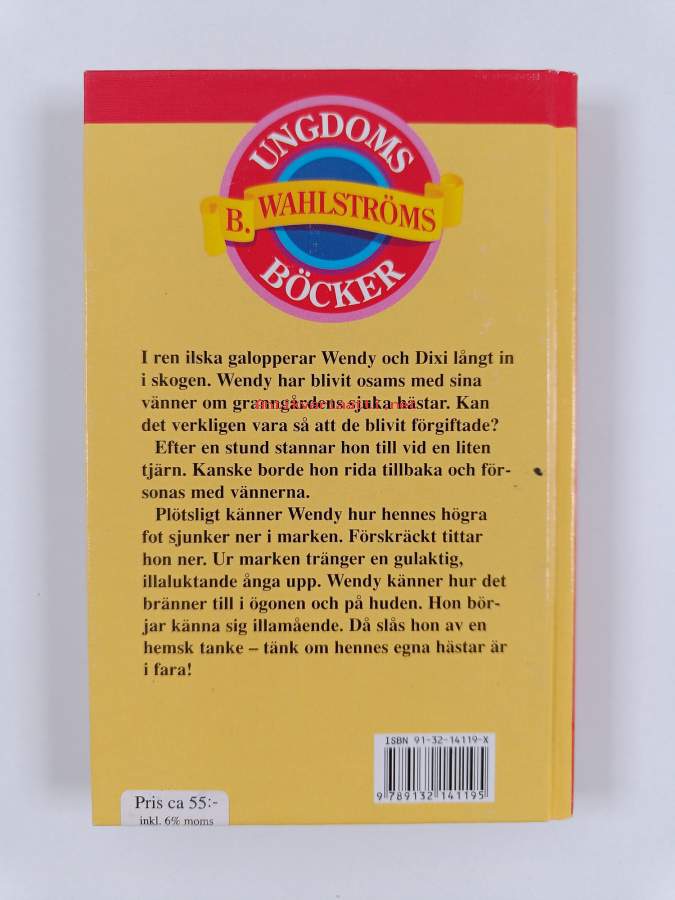 UNGDOMS
B. WAHLSTRÖMS
BÖCKER
I ren ilska galopperar Wendy och Dixi långt in
i skogen. Wendy har blivit osams med sina
vänner om granngårdens sjuka hästar. Kan
det verkligen vara så att de blivit förgiftade?
Efter en stund stannar hon till vid en liten
tjärn. Kanske borde hon rida tillbaka och för-
sonas med vännerna.
Plötsligt känner Wendy hur hennes högra
fot sjunker ner i marken. Förskräckt tittar
hon ner. Ur marken tränger en gulaktig,
illaluktande ånga upp. Wendy känner hur det
bränner till i ögonen och på huden. Hon bör-
jar känna sig illamående. Då slås hon av en
hemsk tanke – tänk om hennes egna hästar är
i fara!
ISBN 91-32-14119-X
9 789132 141195
Pris ca 55:-
inkl. 6% moms